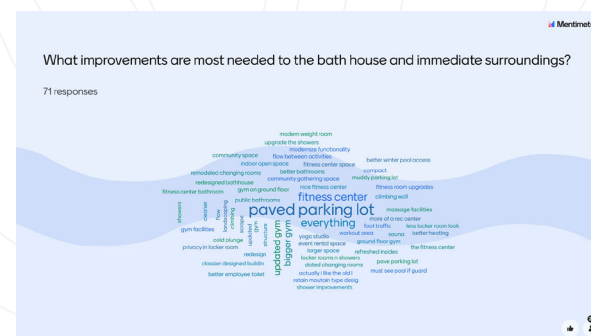 Mentimeter
What improvements are most needed to the bath house and immediate surroundings?
71 responses
modern weight room
upgrade the showers
modernize functionality
community space
flow between activities
better winter pool access
indoor open space
fitness center space
compact
remodeled changing rooms
better bathrooms
muddy parking lot
redesigned bathhouse
community gathering space
fitness center bathroom
gym on ground floor
nice fitness center
fitness room upgrades
public bathrooms
fitness center
climbing wall
showers
cleaner
flow
landscaping
climbing
paved parking lot
massage facilities
more of a rec center
gym facilities
updated gym
structure
everything
foot traffic
less locker room look
cold plunge
yoga studio
workout area
sauna
better heating
privacy in locker room
updated gym
bigger gym
event rental space
ground floor gym
larger space
refreshed insides
the fitness center
redesign
locker rooms n showers
pave parking lot
classier designed buildin
dated changing rooms
must see pool if guard
better employee toilet
actually i like the old l
retain moutain type desig
shower improvements